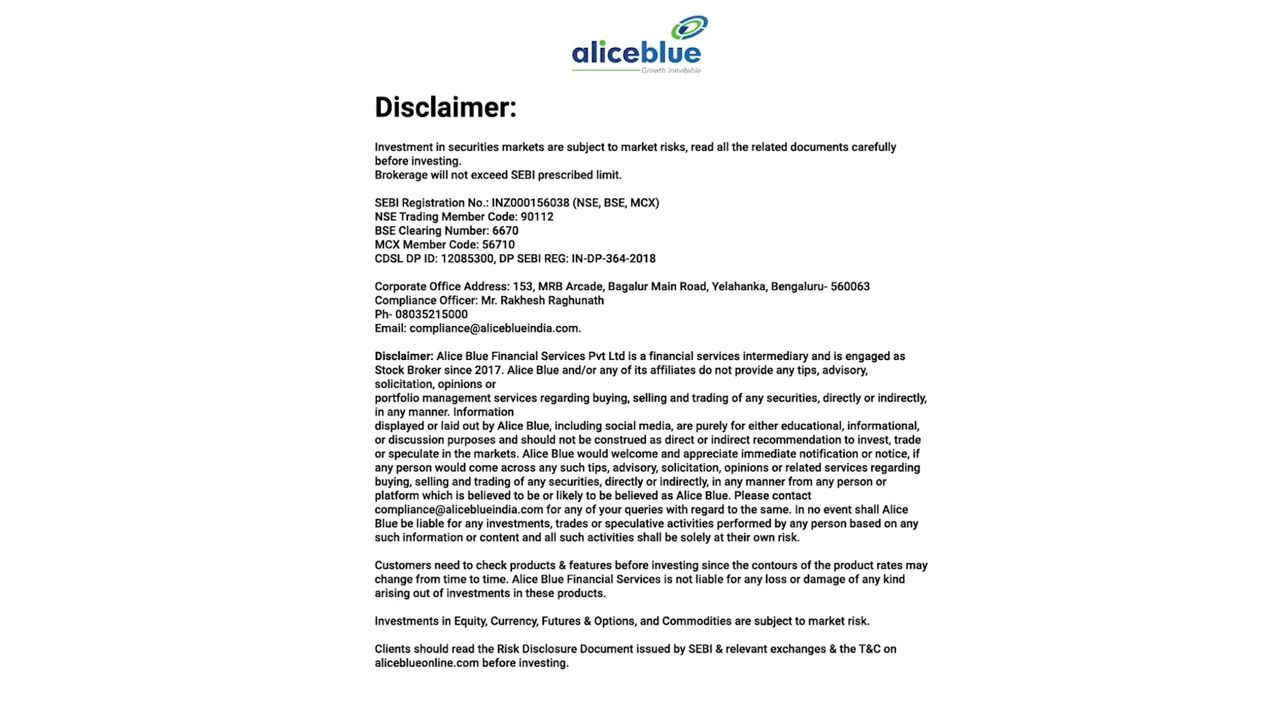 aliceblue
Growth Inevitable
Disclaimer:
Investment in securities markets are subject to market risks, read all the related documents carefully
before investing.
Brokerage will not exceed SEBI prescribed limit.
SEBI Registration No.: INZ000156038 (NSE, BSE, MCX)
NSE Trading Member Code: 90112
BSE Clearing Number: 6670
MCX Member Code: 56710
CDSL DP ID: 12085300, DP SEBI REG: IN-DP-364-2018
Corporate Office Address: 153, MRB Arcade, Bagalur Main Road, Yelahanka, Bengaluru- 560063
Compliance Officer: Mr. Rakhesh Raghunath
Ph- 08035215000
Email: compliance@aliceblueindia.com.
Disclaimer: Alice Blue Financial Services Pvt Ltd is a financial services intermediary and is engaged as
Stock Broker since 2017. Alice Blue and/or any of its affiliates do not provide any tips, advisory,
solicitation, opinions or
portfolio management services regarding buying, selling and trading of any securities, directly or indirectly,
in any manner. Information
displayed or laid out by Alice Blue, including social media, are purely for either educational, informational,
or discussion purposes and should not be construed as direct or indirect recommendation to invest, trade
or speculate in the markets. Alice Blue would welcome and appreciate immediate notification or notice, if
any person would come across any such tips, advisory, solicitation, opinions or related services regarding
buying, selling and trading of any securities, directly or indirectly, in any manner from any person or
platform which is believed to be or likely to be believed as Alice Blue. Please contact
compliance@aliceblueindia.com for any of your queries with regard to the same. In no event shall Alice
Blue be liable for any investments, trades or speculative activities performed by any person based on any
such information or content and all such activities shall be solely at their own risk.
Customers need to check products & features before investing since the contours of the product rates may
change from time to time. Alice Blue Financial Services is not liable for any loss or damage of any kind
arising out of investments in these products.
Investments in Equity, Currency, Futures & Options, and Commodities are subject to market risk.
Clients should read the Risk Disclosure Document issued by SEBI & relevant exchanges & the T&C on
aliceblueonline.com before investing.